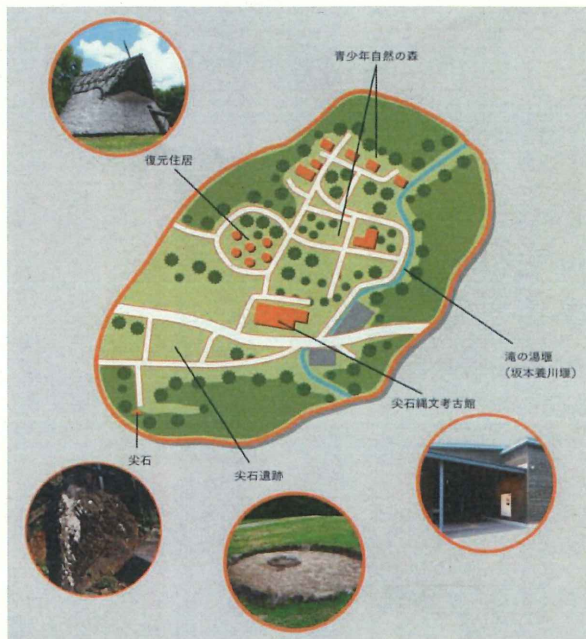 青少年自然の森
復元住居
滝の湯堰
(坂本養川堰)
尖石縄文考古館
尖石
尖石遺跡